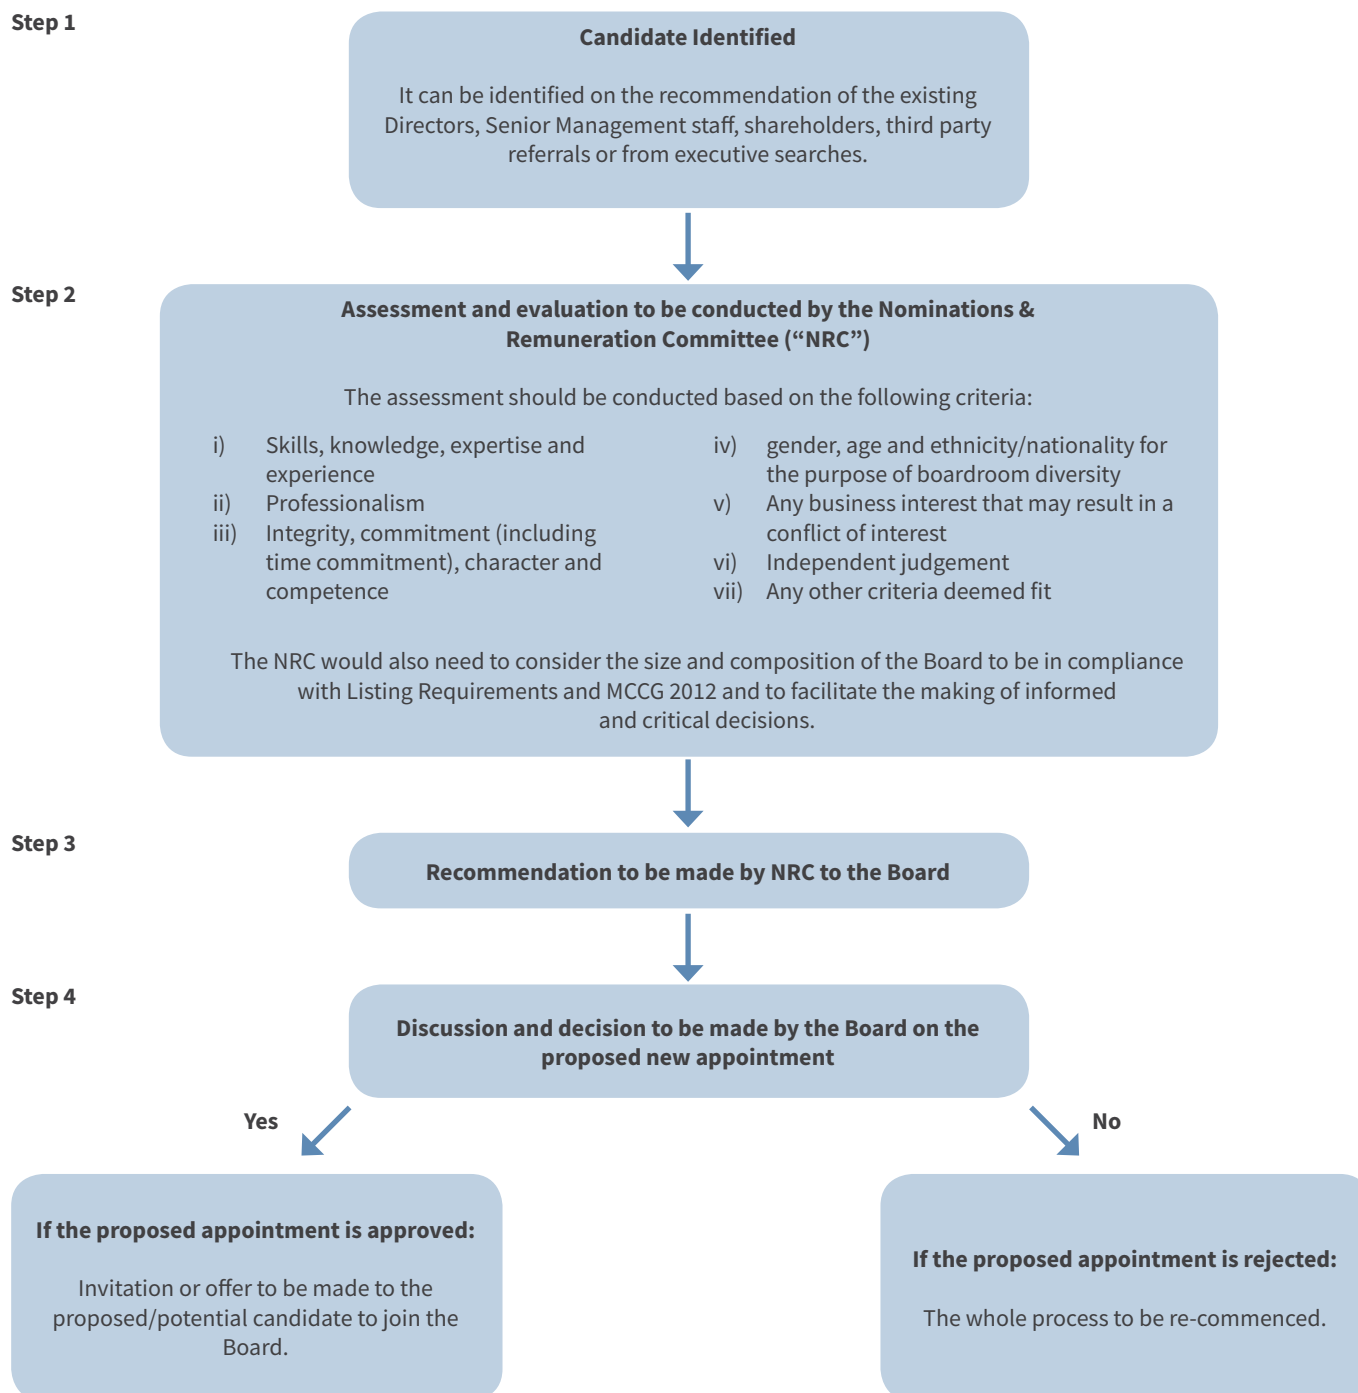 Step 1
Candidate Identified
It can be identified on the recommendation of the existing
Directors, Senior Management staff, shareholders, third party
referrals or from executive searches.
Step 2
Assessment and evaluation to be conducted by the Nominations &
Remuneration Committee (“NRC”)
The assessment should be conducted based on the following criteria:
i) Skills, knowledge, expertise and
experience
ii) Professionalism
iii) Integrity, commitment (including
time commitment), character and
competence
iv) gender, age and ethnicity/nationality for
the purpose of boardroom diversity
v) Any business interest that may result in a
conflict of interest
vi) Independent judgement
vii) Any other criteria deemed fit
The NRC would also need to consider the size and composition of the Board to be in compliance
with Listing Requirements and MCCG 2012 and to facilitate the making of informed
and critical decisions.
Step 3
Recommendation to be made by NRC to the Board
Step 4
Discussion and decision to be made by the Board on the
proposed new appointment
Yes
No
If the proposed appointment is approved:
Invitation or offer to be made to the
proposed/potential candidate to join the
Board.
If the proposed appointment is rejected:
The whole process to be re-commenced.